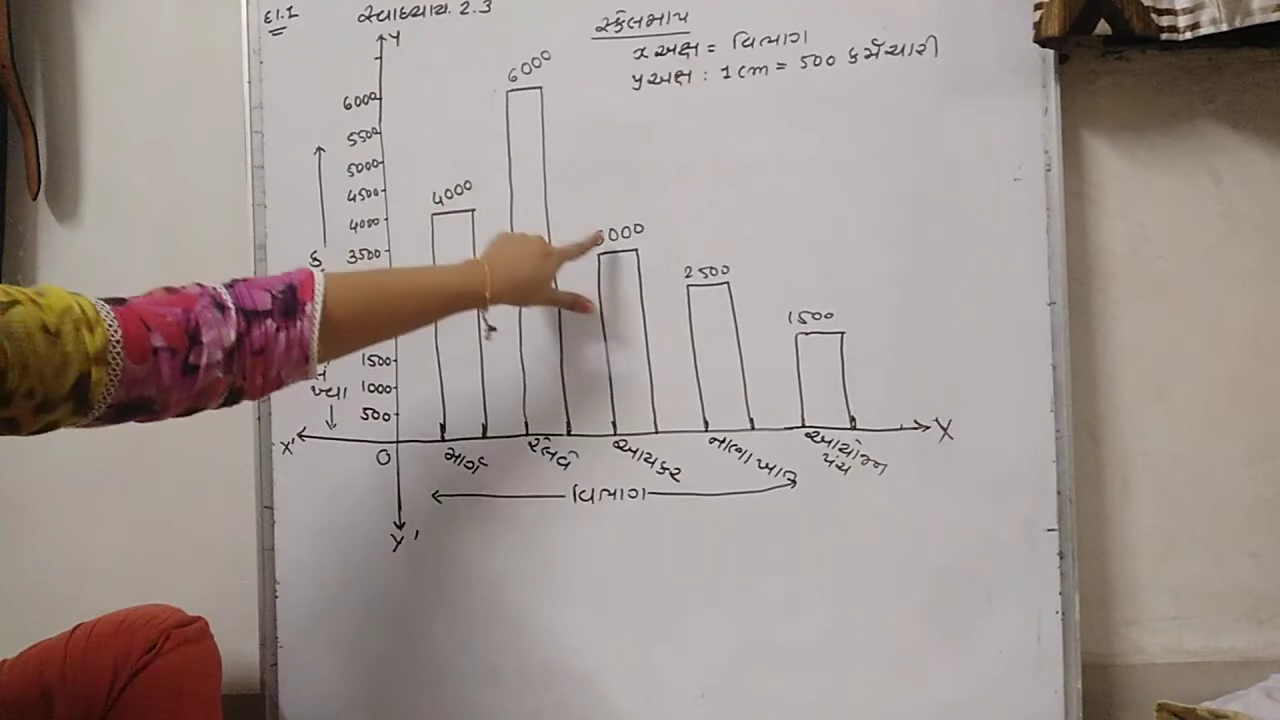 દા.1 સ્વાધ્યાય 2.3
સ્કેલમાપ
x અક્ષ = વિભાગ
y અક્ષ : 1 cm = 500 કર્મચારી
Y
6000
5500
5000
4500
4000
3500
1500
1000
500
4000
6000
3000
2500
1500
ક
સં
ખ્યા
X'
O
X
માર્ગ
રેલવે
આયકર
નાણા ખાતુ
આયોજન
પંચ
વિભાગ
Y'